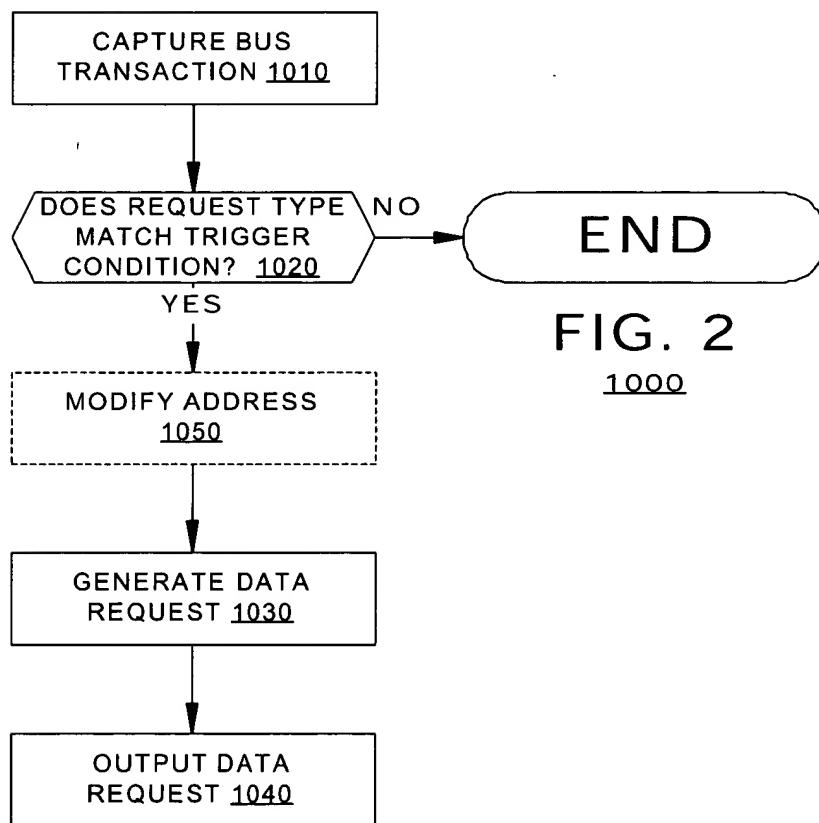 CAPTURE BUS
TRANSACTION 1010
DOES REQUEST TYPE
MATCH TRIGGER
CONDITION? 1020
NO
END
YES
FIG. 2
1000
MODIFY ADDRESS
1050
GENERATE DATA
REQUEST 1030
OUTPUT DATA
REQUEST 1040